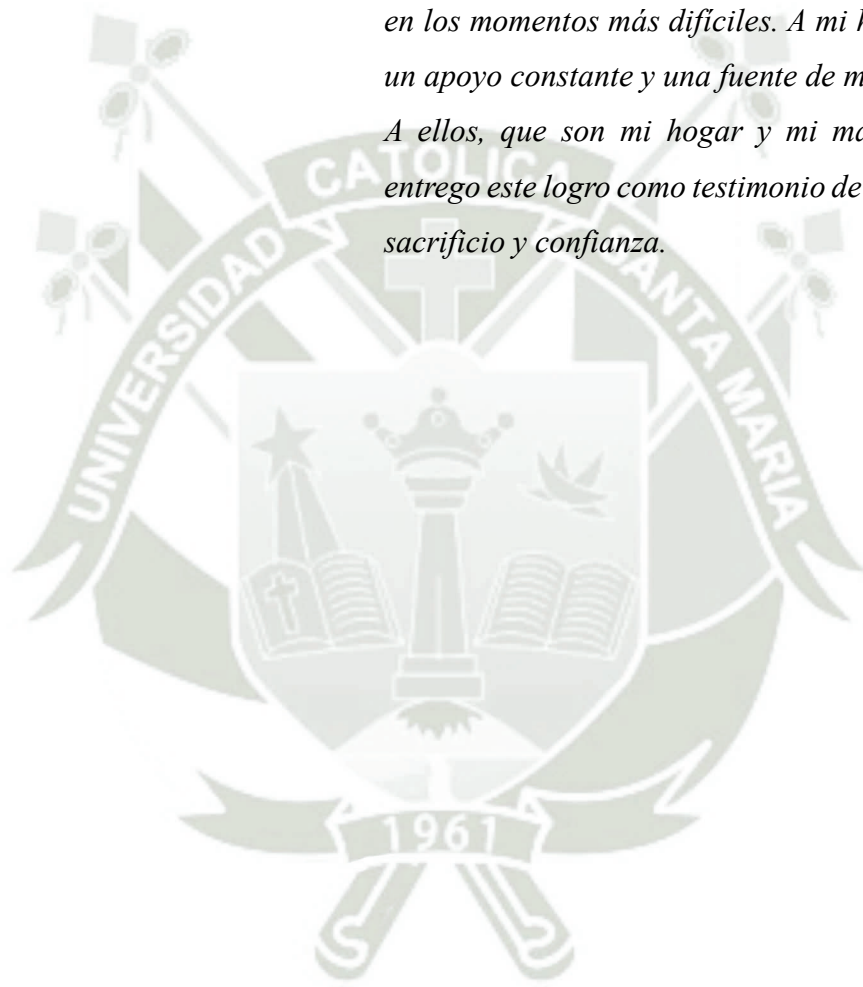 en los momentos más difíciles. A mi
un apoyo constante y una fuente de
A ellos, que son mi hogar y mi
entrego este logro como testimonio de
sacrificio y confianza.
UNIVERSIDAD CATOLICA SANTA MARIA
1961